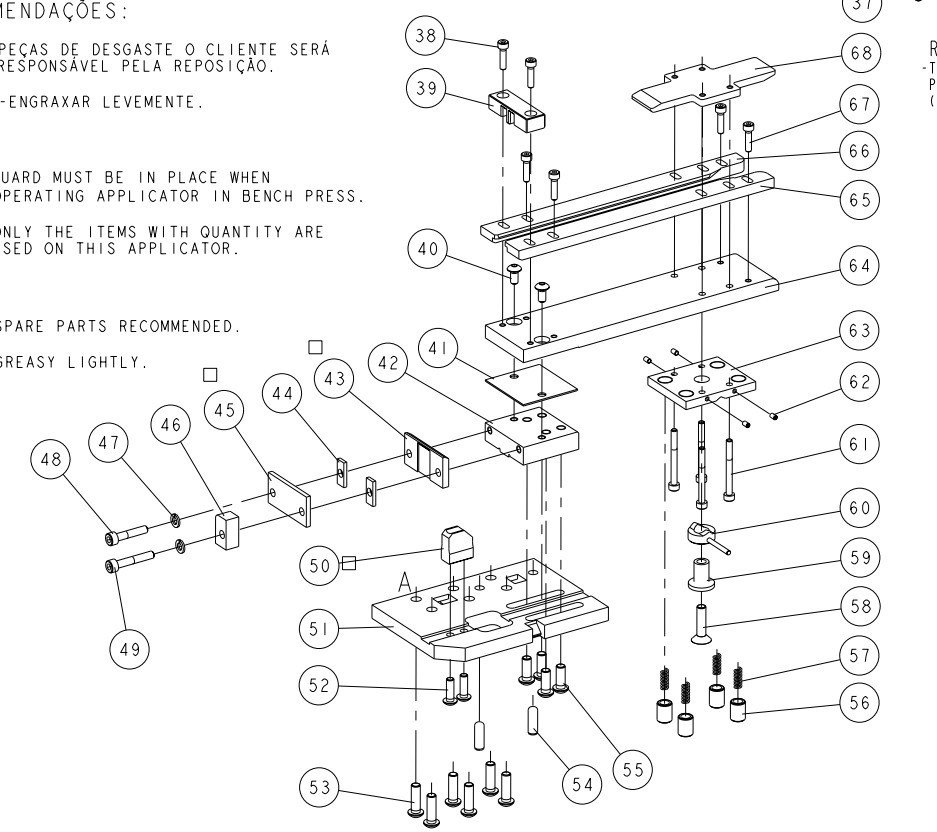 MENDAÇÕES:
PEÇAS DE DESGASTE O CLIENTE SERÁ
RESPONSÁVEL PELA REPOSIÇÃO.
-ENGRAXAR LEVEMENTE.
UARD MUST BE IN PLACE WHEN
OPERATING APPLICATOR IN BENCH PRESS.
ONLY THE ITEMS WITH QUANTITY ARE
SED ON THIS APPLICATOR.
SPARE PARTS RECOMMENDED.
GREASY LIGHTLY.
37
R
-T
P
(
38
39
68
67
66
65
40
64
41
42
43
44
45
46
47
48
63
62
61
60
59
58
57
56
49
50
A
51
52
53
54
55